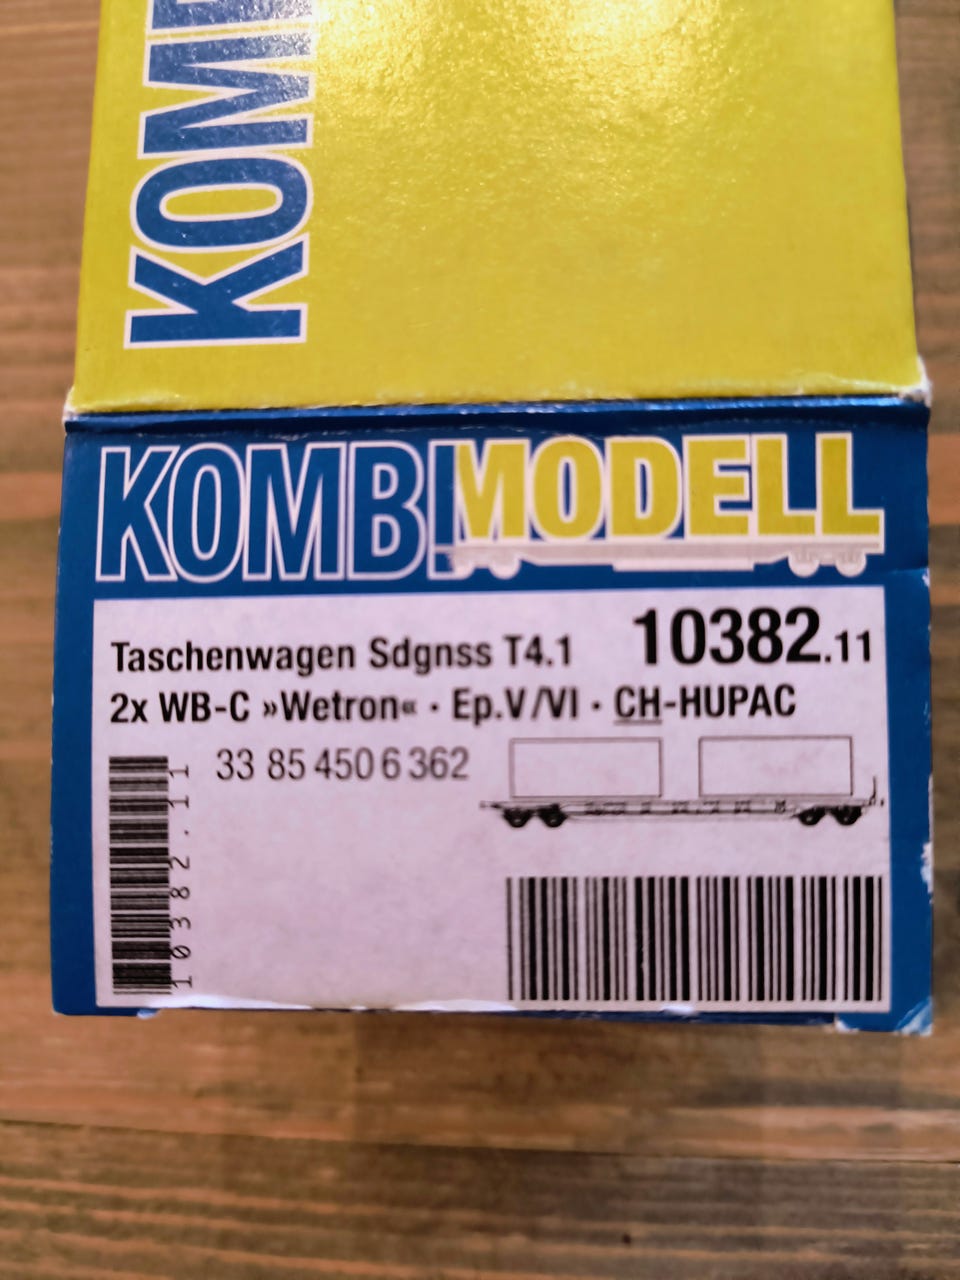 KOMB
KOMBIMODELL
Taschenwagen Sdgnss T4.1 10382.11
2x WB-C »Wetron« · Ep.V/VI · CH-HUPAC
33 85 450 6 362
10382.11